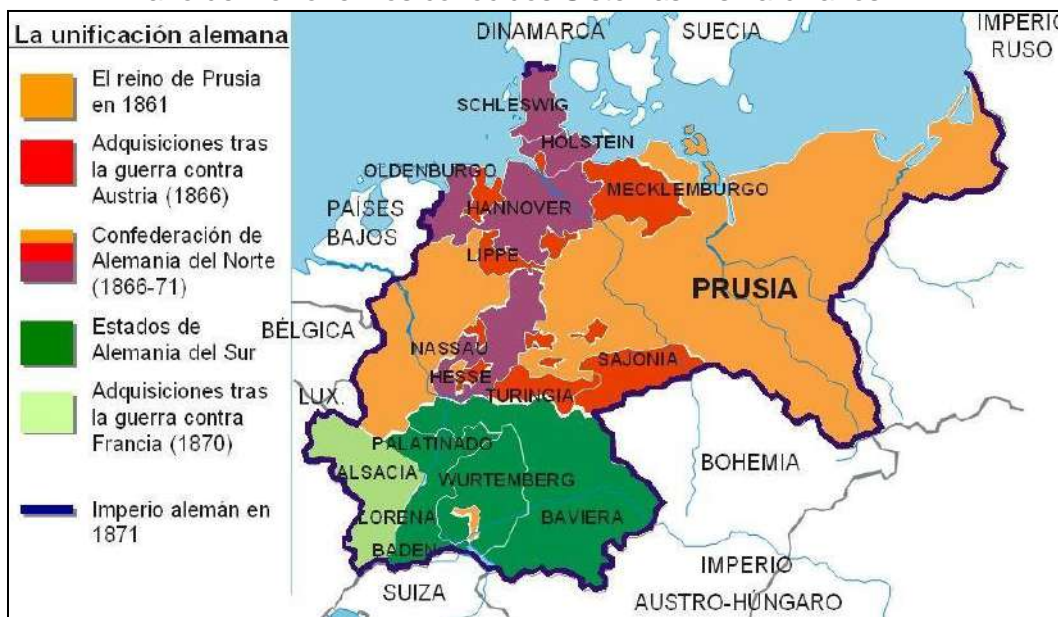 La unificación alemana
El reino de Prusia
en 1861
Adquisiciones tras
la guerra contra
Austria (1866)
Confederación de
Alemania del Norte
(1866-71)
Estados de
Alemania del Sur
Adquisiciones tras
la guerra contra
Francia (1870)
Imperio alemán en
1871
DINAMARCA
SUECIA
IMPERIO
RUSO
SCHLESWIG
HOLSTEIN
OLDENBURGO
MECKLEMBURGO
HANNOVER
PAÍSES
BAJOS
LIPPE
PRUSIA
BÉLGICA
NASSAU
SAJONIA
HESSE
TURINGIA
LUX.
PALATINADO
BOHEMIA
ALSACIA
WURTEMBERG
LORENA
BAVIERA
BADEN
IMPERIO
AUSTRO-HÚNGARO
SUIZA